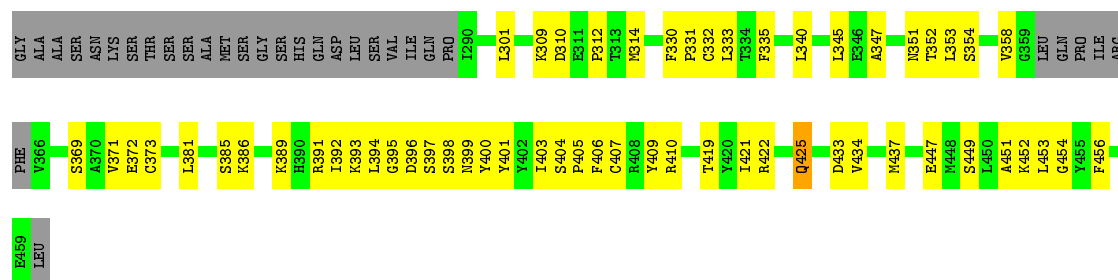 GLY ALA ALA SER SER ASN LYS SER THR SER SER ALA MET SER GLY SER HIS GLN ASP LEU SER VAL ILE GLN PRO I290 L301 K309 D310 E311 P312 T313 M314 F330 P331 C332 L333 T334 F335 L340 L345 E346 A347 N351 T352 L353 S354 V358 G359 LEU GLN PRO ILE ARG
PHE V366 S369 A370 V371 E372 C373 L381 S385 K386 K389 H390 R391 I392 K393 L394 G395 D396 S397 S398 N399 Y400 Y401 Y402 I403 S404 P405 F406 C407 R408 Y409 R410 T419 Y420 I421 R422 Q425 D433 V434 M437 E447 M448 S449 L450 A451 K452 L453 G454 Y455 F456
E459 LEU